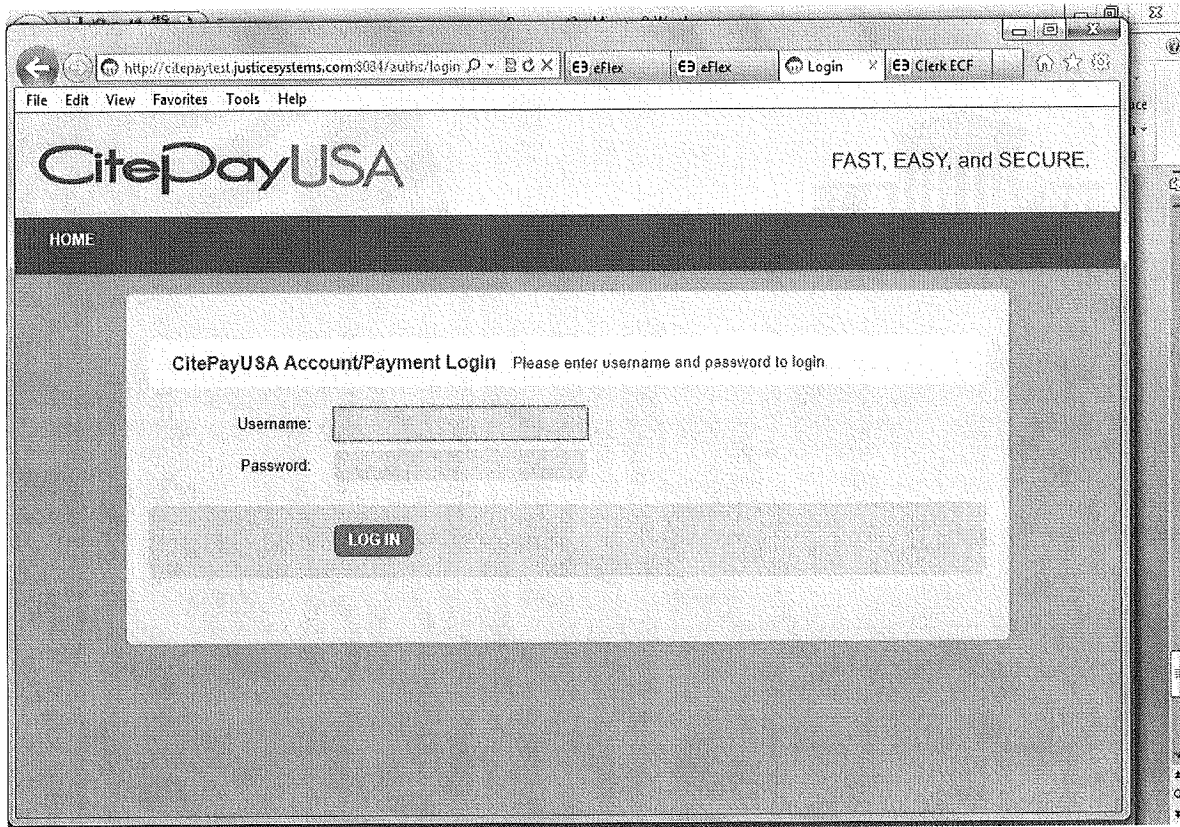 http://citepaytest.justicesystems.com:8084/auths/login
eFlex
eFlex
Login
Clerk ECF
File Edit View Favorites Tools Help
CitePayUSA
FAST, EASY, and SECURE.
HOME
CitePayUSA Account/Payment Login Please enter username and password to login.
Username:
Password:
LOG IN